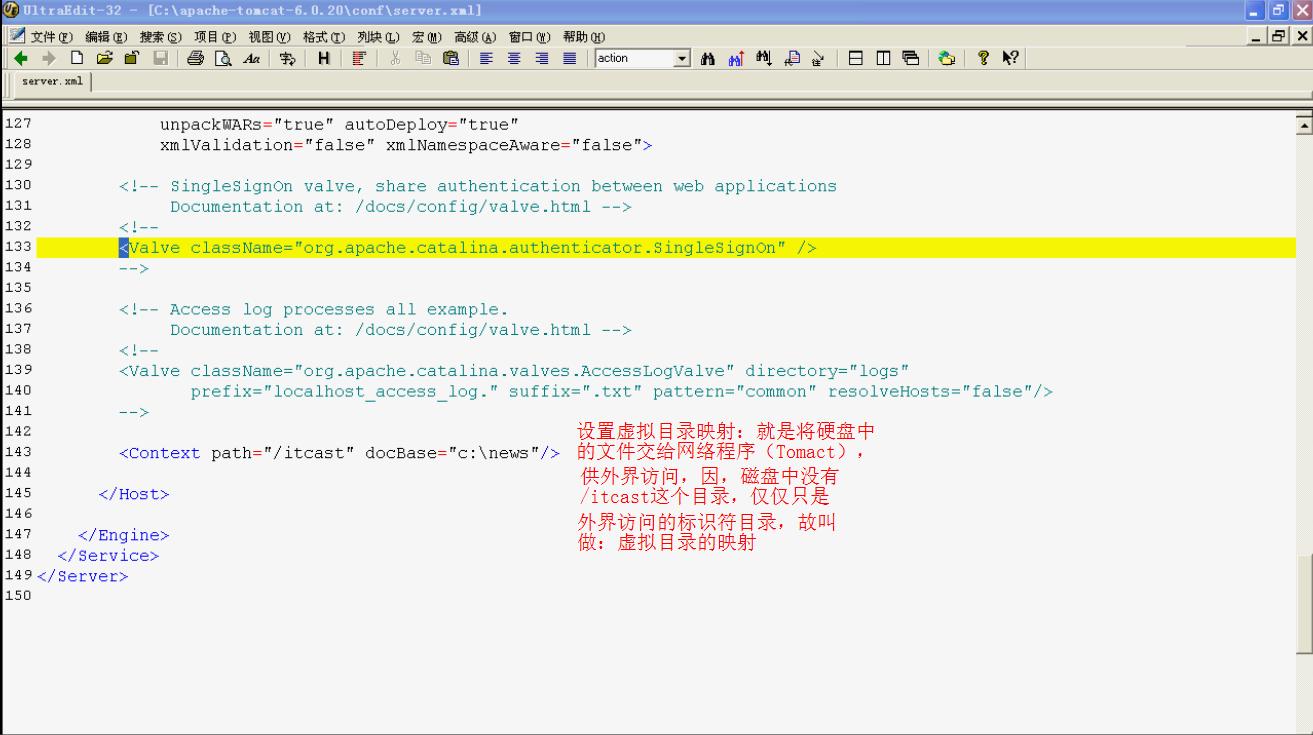 UltraEdit-32 - [C:\apache-tomcat-6.0.20\conf\server.xml]
文件(F) 编辑(E) 搜索(S) 项目(P) 视图(V) 格式(T) 列块(L) 宏(M) 高级(A) 窗口(W) 帮助(H)
action
server.xml
127 unpackWARs="true" autoDeploy="true"
128 xmlValidation="false" xmlNamespaceAware="false">
129
130 <!-- SingleSignOn valve, share authentication between web applications
131 Documentation at: /docs/config/valve.html -->
132 <!--
133 <Valve className="org.apache.catalina.authenticator.SingleSignOn" />
134 -->
135
136 <!-- Access log processes all example.
137 Documentation at: /docs/config/valve.html -->
138 <!--
139 <Valve className="org.apache.catalina.valves.AccessLogValve" directory="logs"
140 prefix="localhost_access_log." suffix=".txt" pattern="common" resolveHosts="false"/>
141 -->
142
143 <Context path="/itcast" docBase="c:\news"/>
144
145 </Host>
146
147 </Engine>
148 </Service>
149 </Server>
150
设置虚拟目录映射：就是将硬盘中
的文件交给网络程序（Tomact），
供外界访问，因，磁盘中没有
/itcast这个目录，仅仅只是
外界访问的标识符目录，故叫
做：虚拟目录的映射